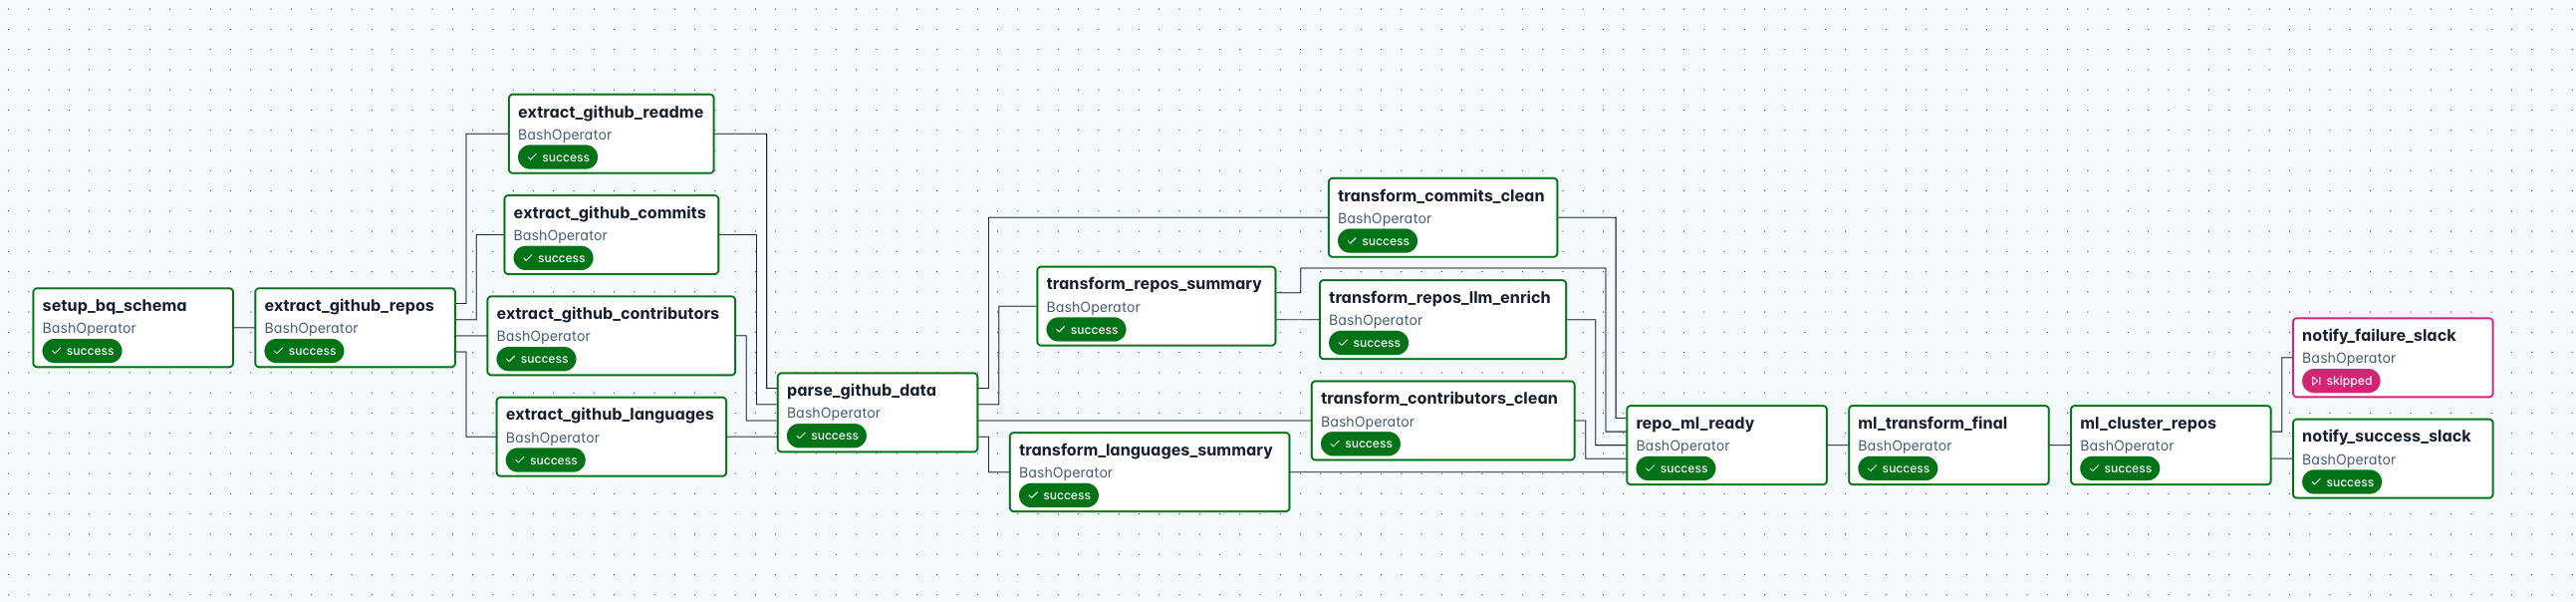 setup_bq_schema
BashOperator
success
extract_github_repos
BashOperator
success
extract_github_readme
BashOperator
success
extract_github_commits
BashOperator
success
extract_github_contributors
BashOperator
success
extract_github_languages
BashOperator
success
parse_github_data
BashOperator
success
transform_repos_summary
BashOperator
success
transform_languages_summary
BashOperator
success
transform_commits_clean
BashOperator
success
transform_repos_llm_enrich
BashOperator
success
transform_contributors_clean
BashOperator
success
repo_ml_ready
BashOperator
success
ml_transform_final
BashOperator
success
ml_cluster_repos
BashOperator
success
notify_failure_slack
BashOperator
skipped
notify_success_slack
BashOperator
success